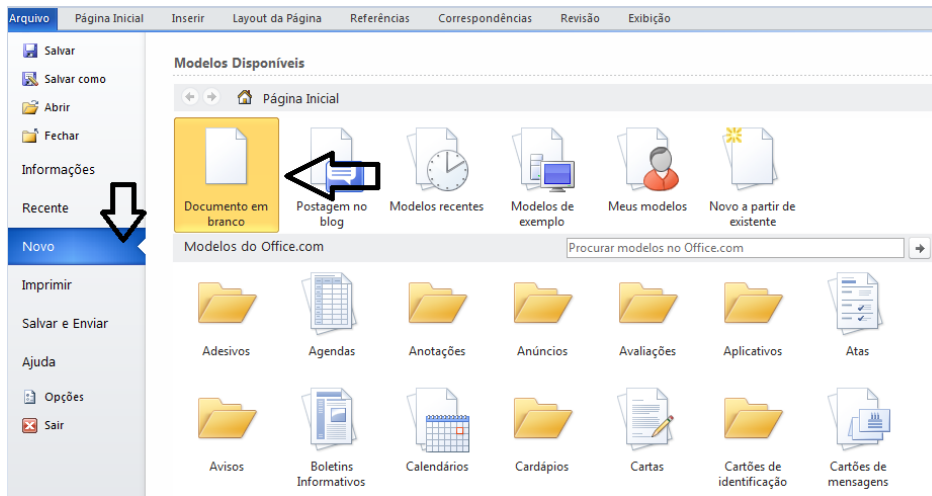 Arquivo Página Inicial Inserir Layout da Página Referências Correspondências Revisão Exibição
Salvar
Salvar como
Abrir
Fechar
Informações
Recente
Novo
Imprimir
Salvar e Enviar
Ajuda
Opções
Sair
Modelos Disponíveis
Página Inicial
Documento em
branco
Postagem no
blog
Modelos recentes
Modelos de
exemplo
Meus modelos
Novo a partir de
existente
Modelos do Office.com
Procurar modelos no Office.com
Adesivos
Agendas
Anotações
Anúncios
Avaliações
Aplicativos
Atas
Avisos
Boletins
Informativos
Calendários
Cardápios
Cartas
Cartões de
identificação
Cartões de
mensagens